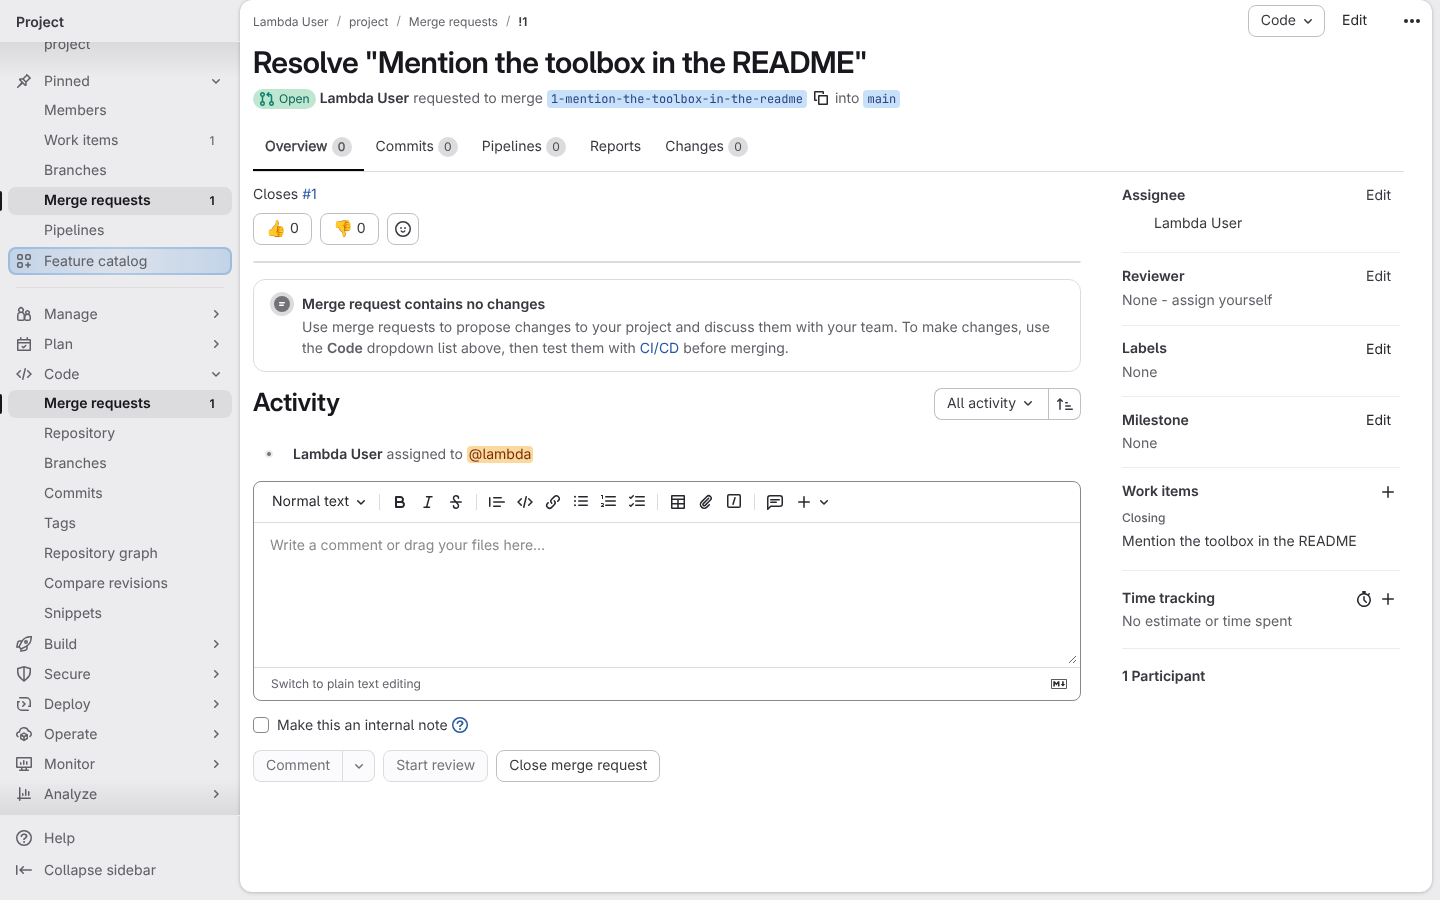 Project
project
Pinned
Members
Work items 1
Branches
Merge requests 1
Pipelines
Feature catalog
Manage
Plan
Code
Merge requests 1
Repository
Branches
Commits
Tags
Repository graph
Compare revisions
Snippets
Build
Secure
Deploy
Operate
Monitor
Analyze
Help
Collapse sidebar
Lambda User / project / Merge requests / !1
Code Edit
Resolve "Mention the toolbox in the README"
Open Lambda User requested to merge 1-mention-the-toolbox-in-the-readme into main
Overview 0 Commits 0 Pipelines 0 Reports Changes 0
Closes #1
👍 0 👎 0
Merge request contains no changes
Use merge requests to propose changes to your project and discuss them with your team. To make changes, use
the Code dropdown list above, then test them with CI/CD before merging.
Activity
All activity
Lambda User assigned to @lambda
Normal text
Write a comment or drag your files here...
Switch to plain text editing
Make this an internal note
Comment Start review Close merge request
Assignee Edit
Lambda User
Reviewer Edit
None - assign yourself
Labels Edit
None
Milestone Edit
None
Work items
Closing
Mention the toolbox in the README
Time tracking
No estimate or time spent
1 Participant